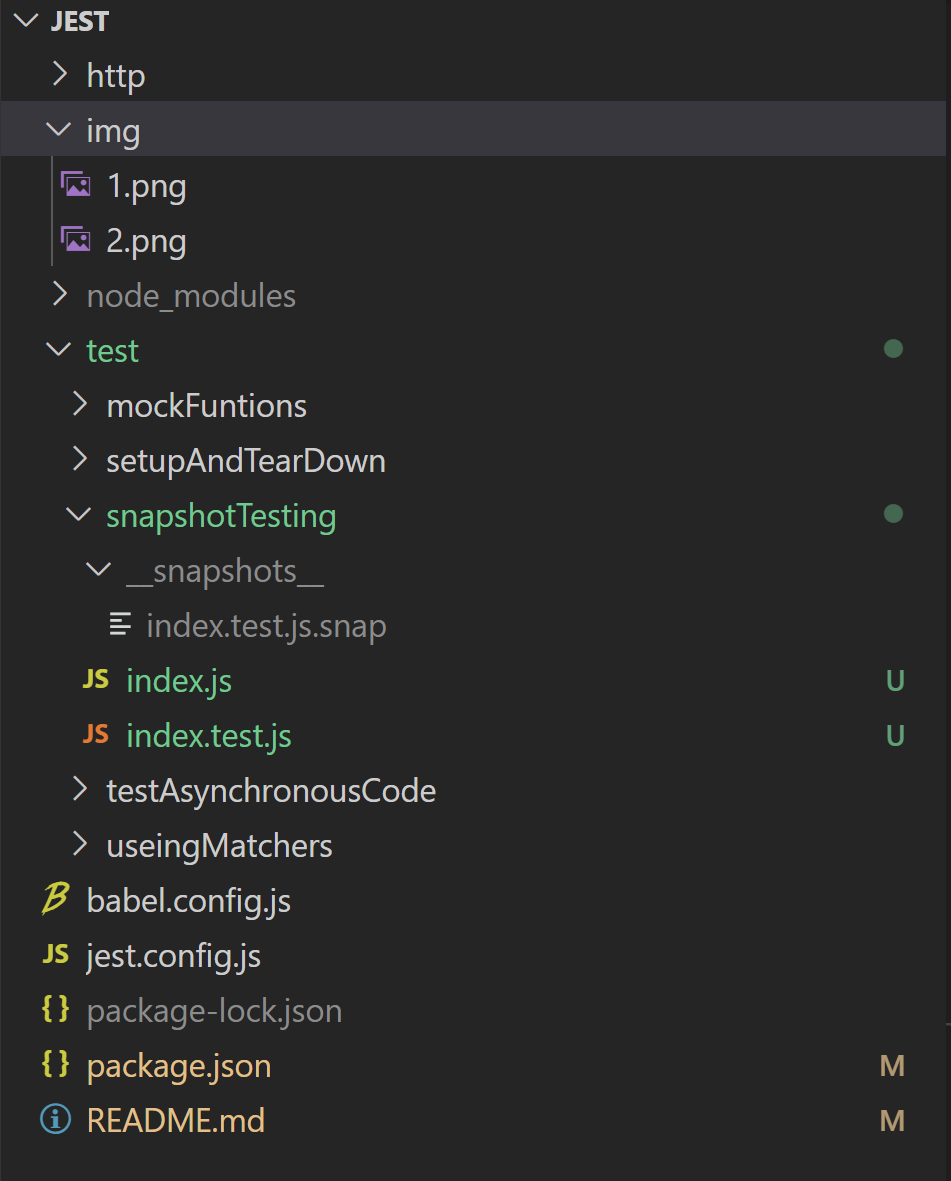 JEST
http
img
1.png
2.png
node_modules
test
mockFuntions
setupAndTearDown
snapshotTesting
__snapshots__
index.test.js.snap
JS index.js U
JS index.test.js U
testAsynchronousCode
useingMatchers
B babel.config.js
JS jest.config.js
{} package-lock.json
{} package.json M
README.md M